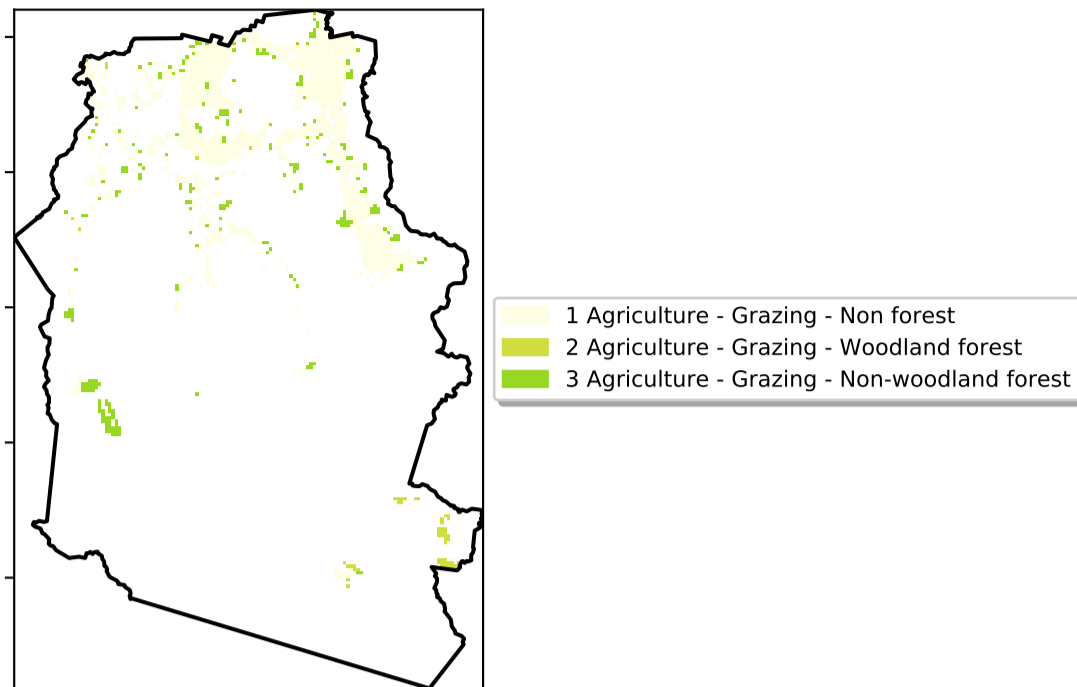 1 Agriculture - Grazing - Non forest
2 Agriculture - Grazing - Woodland forest
3 Agriculture - Grazing - Non-woodland forest